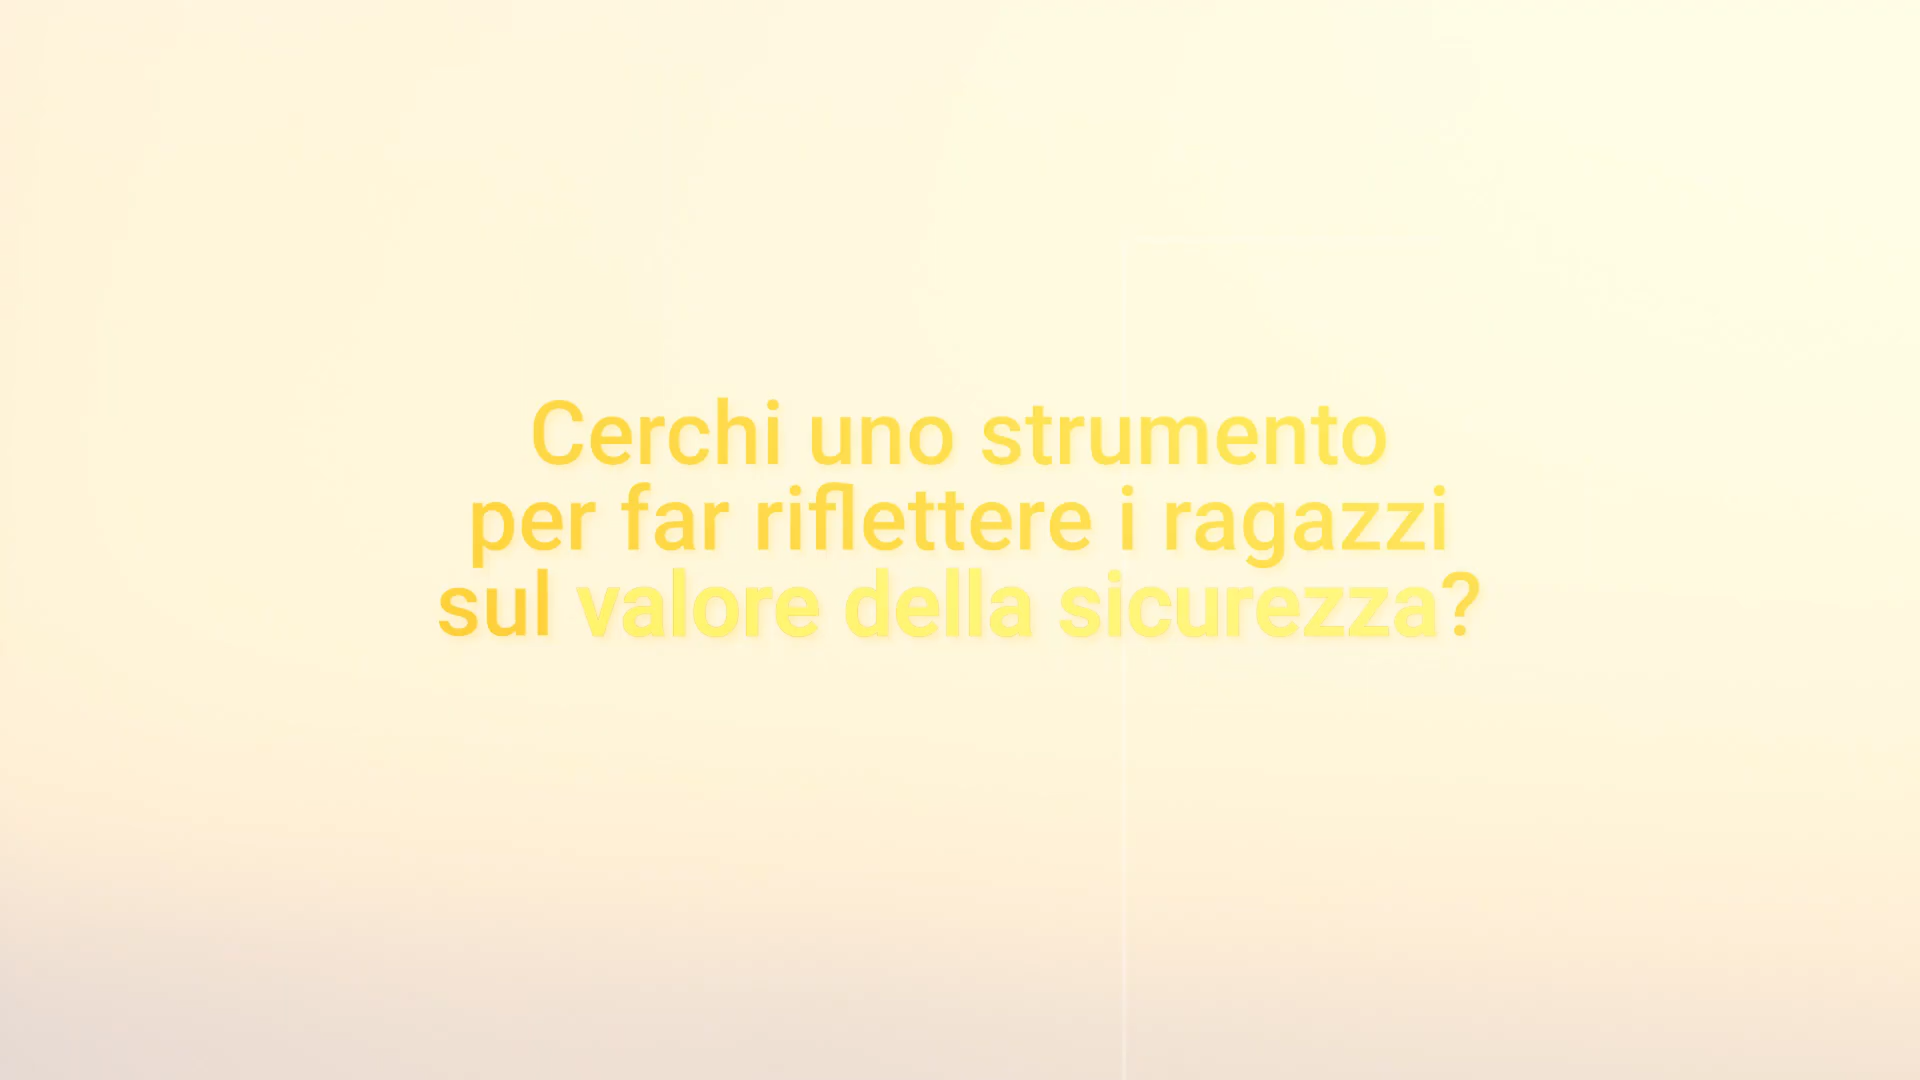 Cerchi uno strumento
per far riflettere i ragazzi
sul valore della sicurezza?